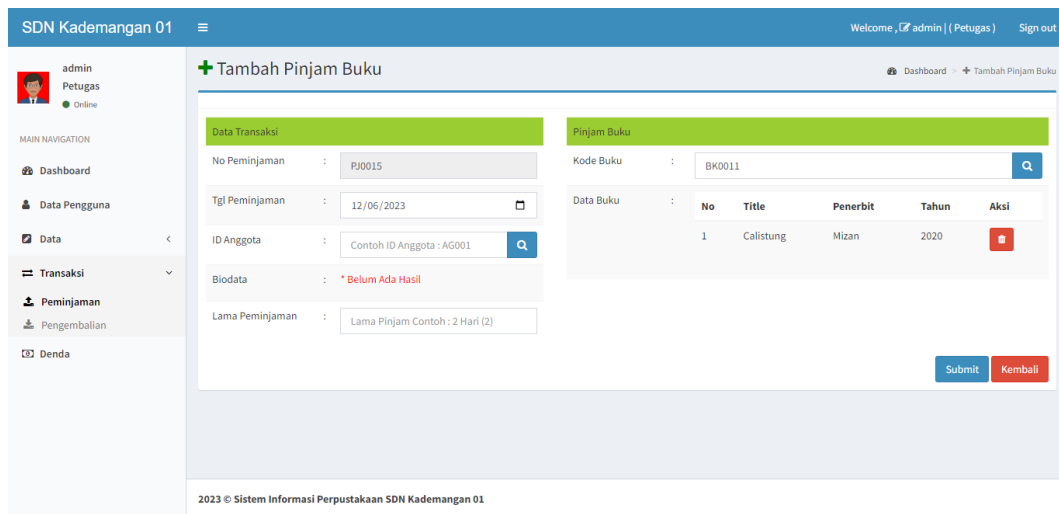 SDN Kademangan 01
Welcome , admin | ( Petugas )
Sign out
admin
Petugas
Online
MAIN NAVIGATION
Dashboard
Data Pengguna
Data
Transaksi
Peminjaman
Pengembalian
Denda
Tambah Pinjam Buku
Dashboard > Tambah Pinjam Buku
Data Transaksi
No Peminjaman : PJ0015
Tgl Peminjaman : 12/06/2023
ID Anggota : Contoh ID Anggota : AG001
Biodata : * Belum Ada Hasil
Lama Peminjaman : Lama Pinjam Contoh : 2 Hari (2)
Pinjam Buku
Kode Buku : BK0011
Data Buku :
No Title Penerbit Tahun Aksi
1 Calistung Mizan 2020
Submit
Kembali
2023 © Sistem Informasi Perpustakaan SDN Kademangan 01